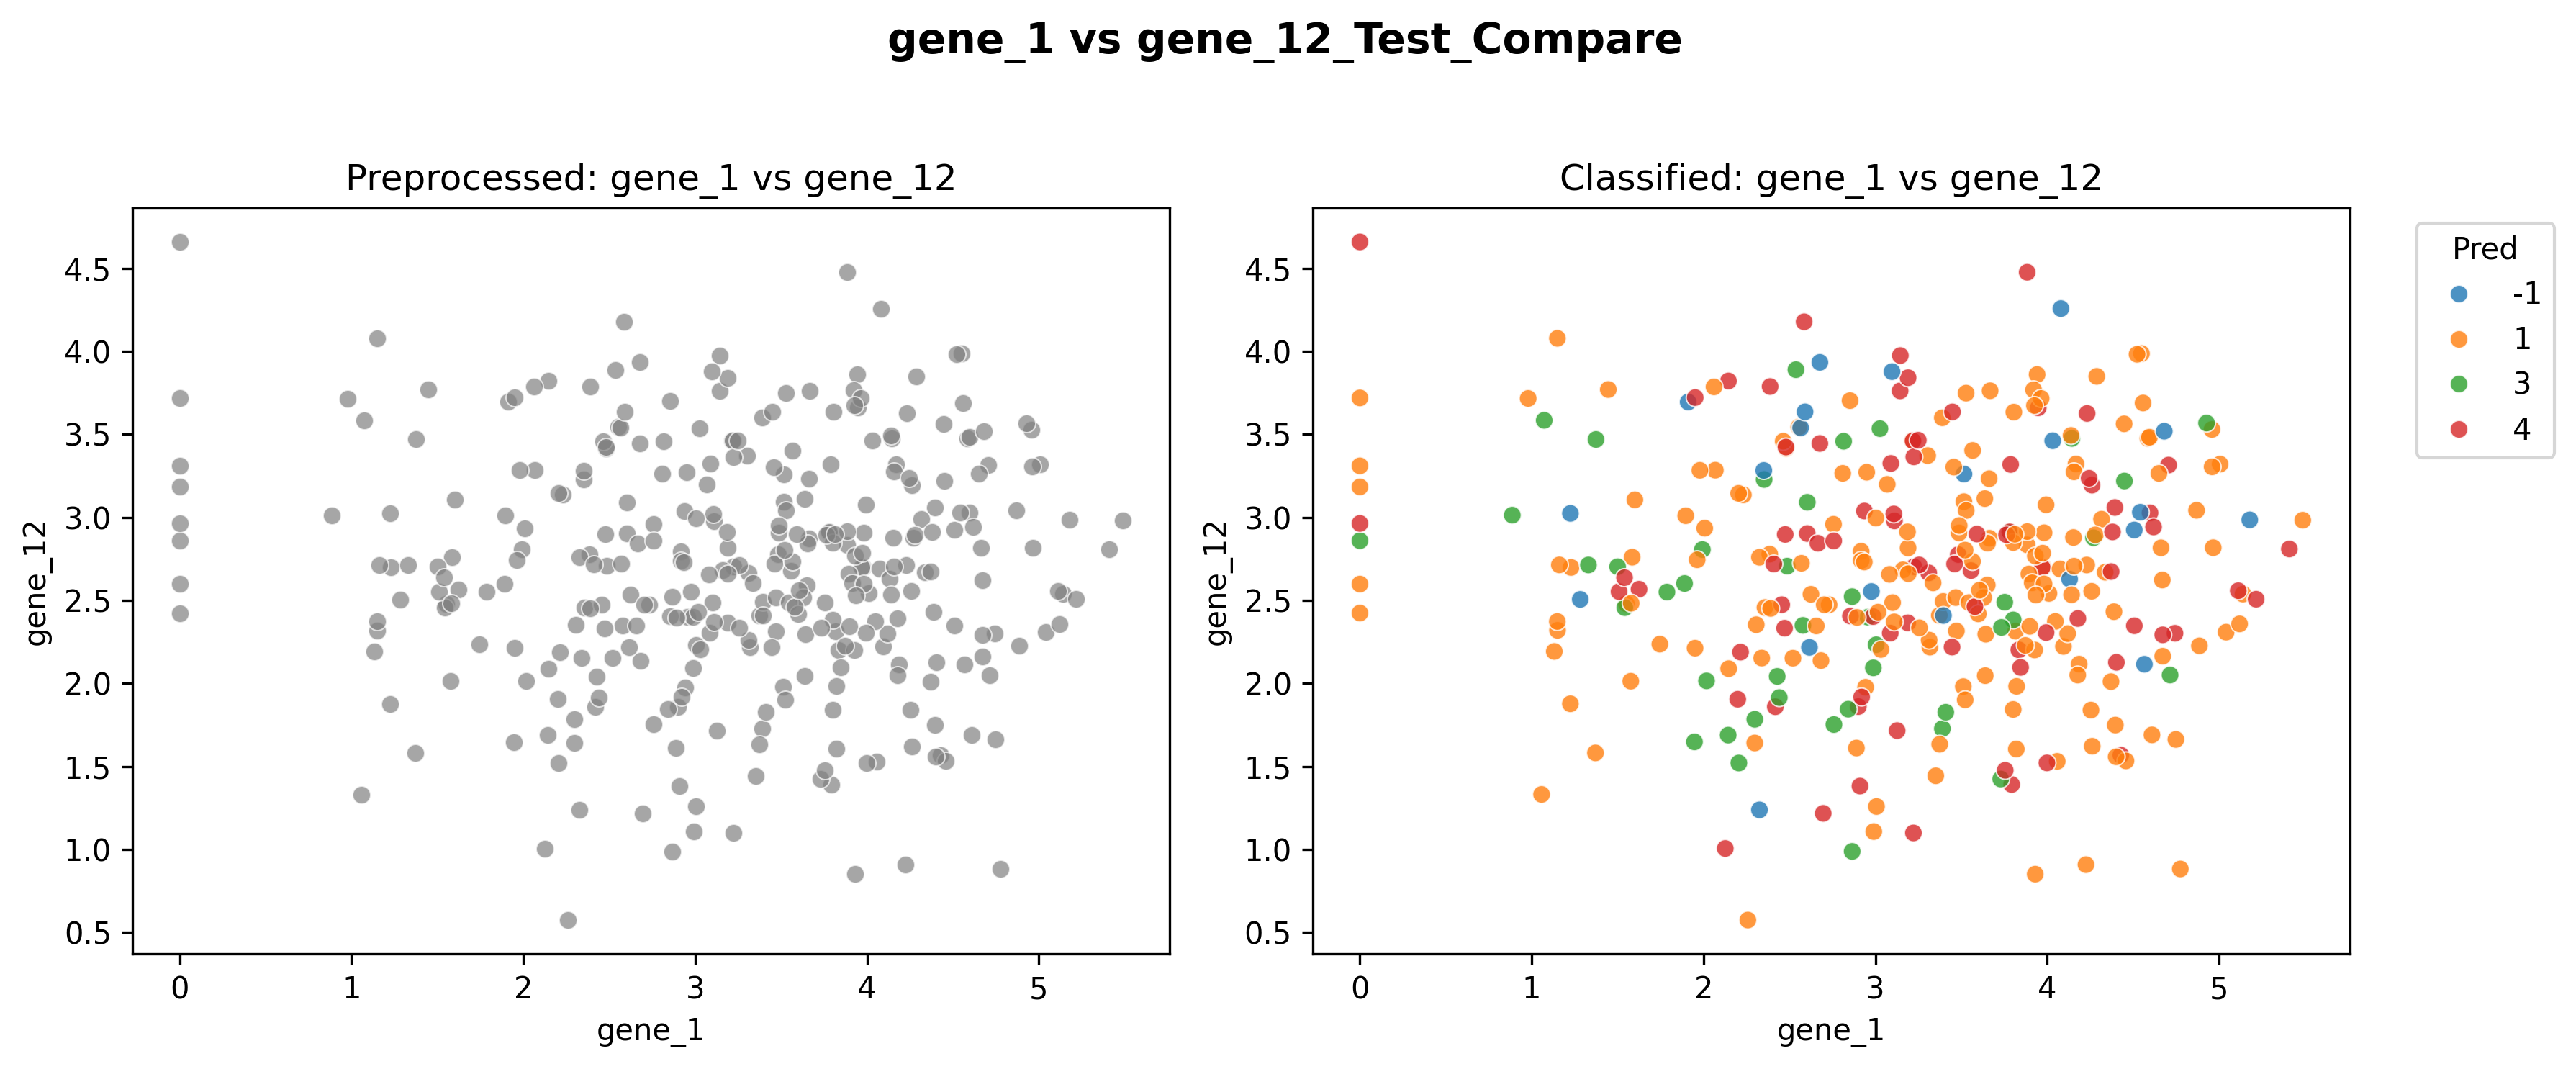 gene_1 vs gene_12_Test_Compare
Preprocessed: gene_1 vs gene_12
4.5
4.0
3.5
3.0
2.5
2.0
1.5
1.0
0.5
gene_12
0 1 2 3 4 5
gene_1
Classified: gene_1 vs gene_12
4.5
4.0
3.5
3.0
2.5
2.0
1.5
1.0
0.5
gene_12
0 1 2 3 4 5
gene_1
Pred
-1
1
3
4